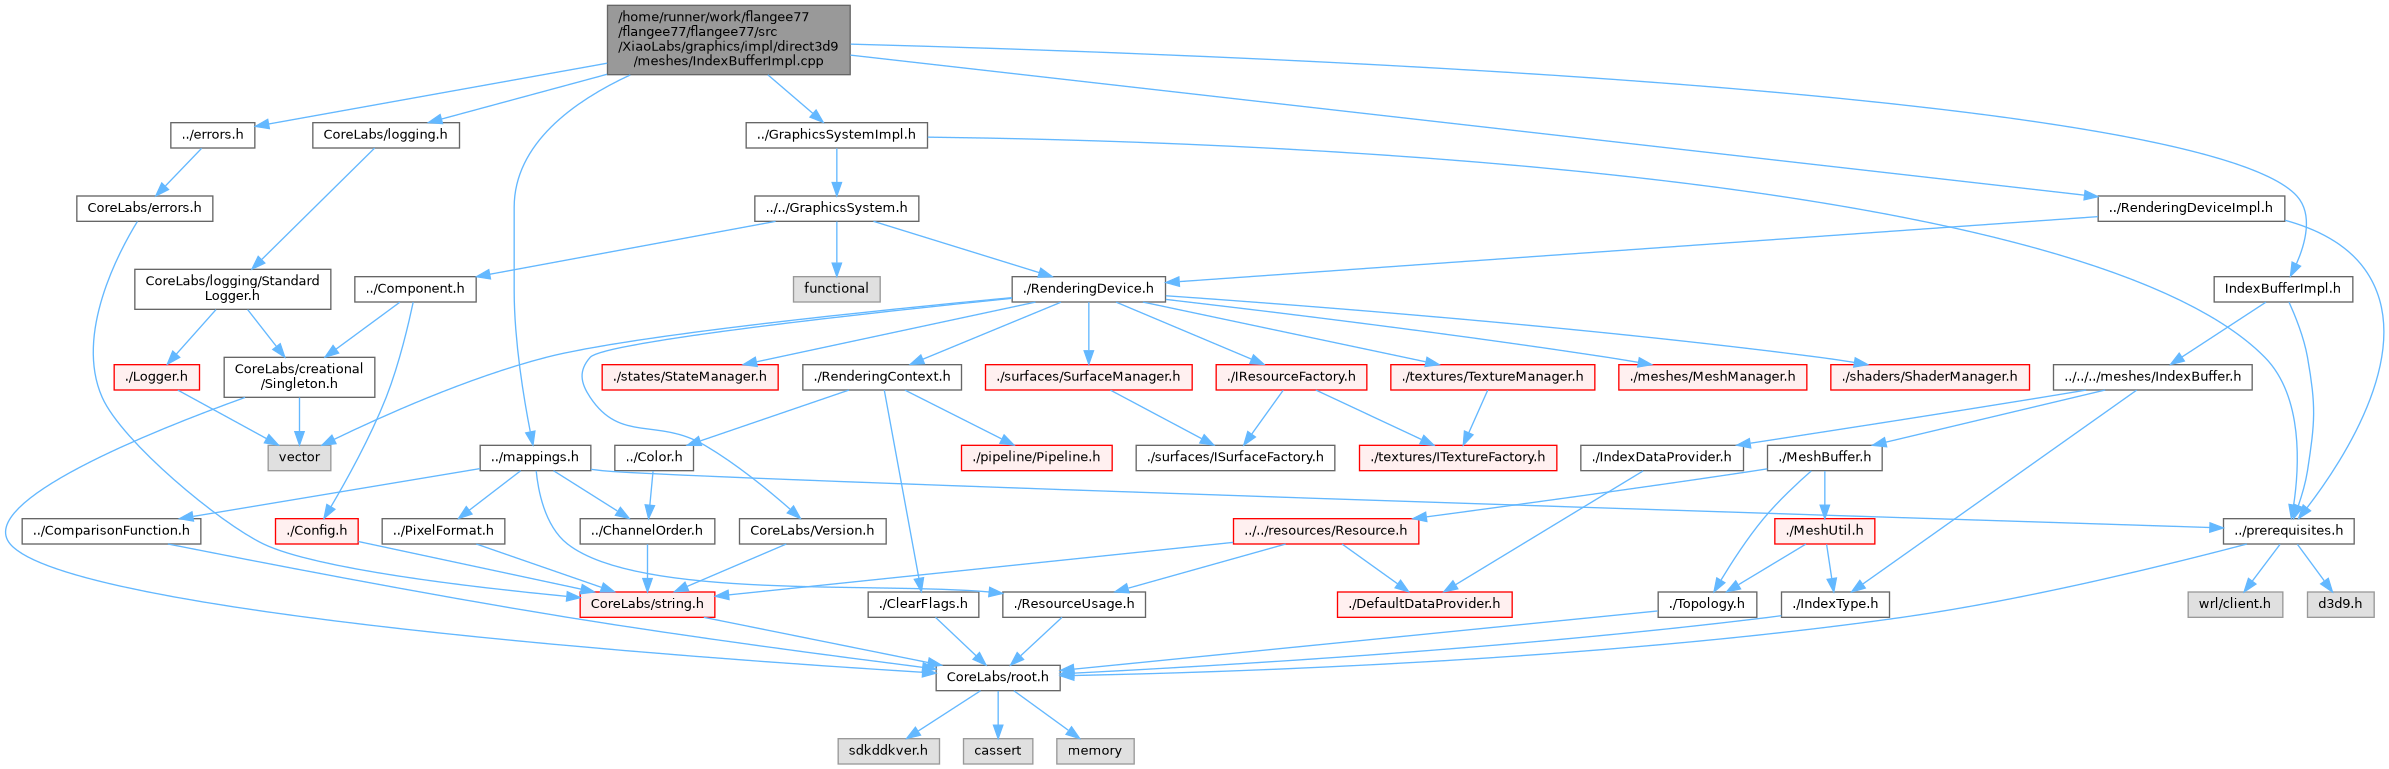 /home/runner/work/flangee77
/flangee77/flangee77/src
/XiaoLabs/graphics/impl/direct3d9
/meshes/IndexBufferImpl.cpp
../errors.h
CoreLabs/logging.h
../GraphicsSystemImpl.h
CoreLabs/errors.h
../../GraphicsSystem.h
../RenderingDeviceImpl.h
CoreLabs/logging/Standard
Logger.h
../Component.h
functional
./RenderingDevice.h
IndexBufferImpl.h
./Logger.h
CoreLabs/creational
/Singleton.h
./states/StateManager.h
./RenderingContext.h
./surfaces/SurfaceManager.h
./IResourceFactory.h
./textures/TextureManager.h
./meshes/MeshManager.h
./shaders/ShaderManager.h
../../../meshes/IndexBuffer.h
vector
../mappings.h
../Color.h
./pipeline/Pipeline.h
./surfaces/ISurfaceFactory.h
./textures/ITextureFactory.h
./IndexDataProvider.h
./MeshBuffer.h
../ComparisonFunction.h
./Config.h
../PixelFormat.h
../ChannelOrder.h
CoreLabs/Version.h
../../resources/Resource.h
./MeshUtil.h
../prerequisites.h
CoreLabs/string.h
./ClearFlags.h
./ResourceUsage.h
./DefaultDataProvider.h
./Topology.h
./IndexType.h
wrl/client.h
d3d9.h
CoreLabs/root.h
sdkddkver.h
cassert
memory